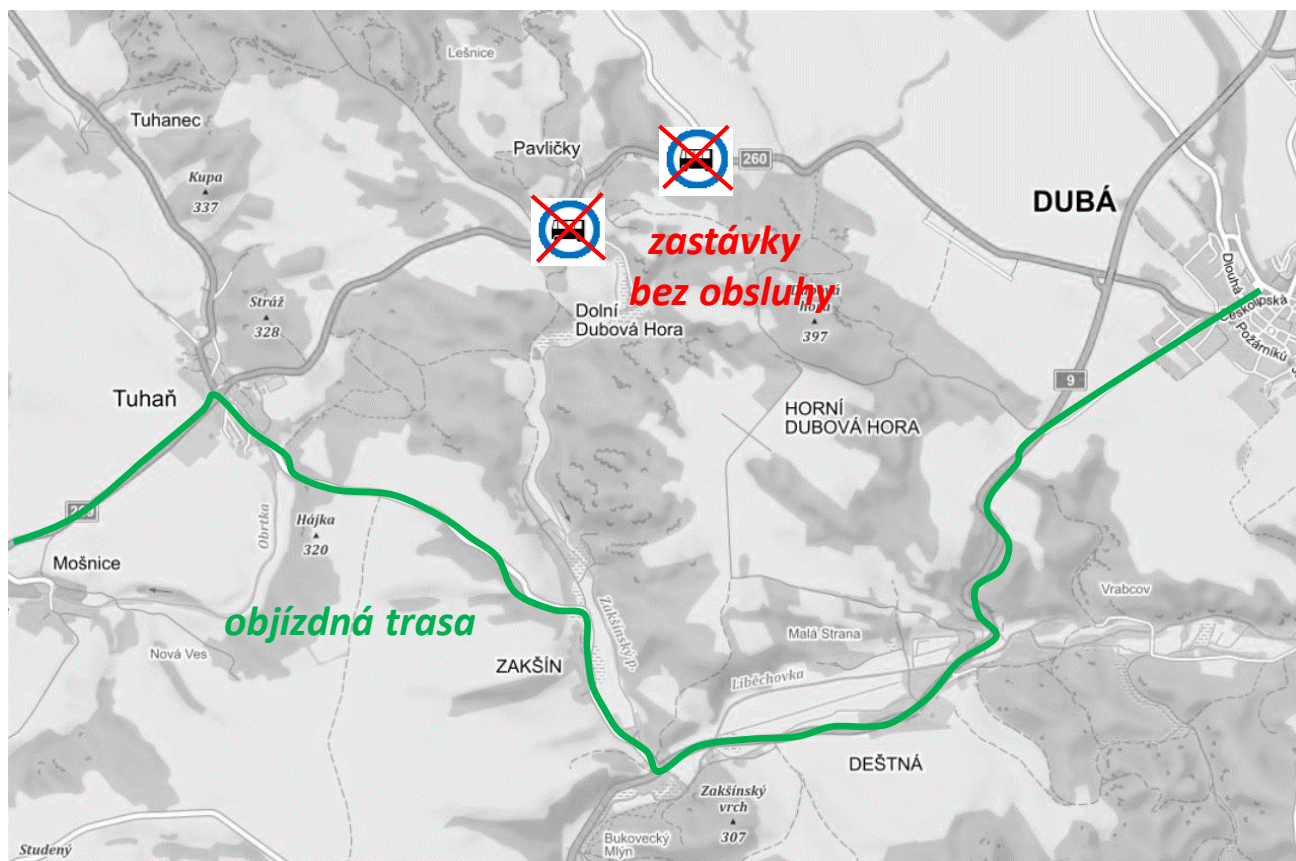 Lešnice
Tuhanec
Pavličky
260
Kupa
337
DUBÁ
zastávky
bez obsluhy
Dlouhá
Českolipská
Požárníků
Stráž
328
Dolní
Dubová Hora
hora
397
9
Tuhaň
HORNÍ
DUBOVÁ HORA
Obrtka
Hájka
320
Mošnice
Vrabcov
objízdná trasa
Zakšínský p.
Malá Strana
Nová Ves
ZAKŠÍN
Liběchovka
DEŠTNÁ
Zakšínský
vrch
307
Bukovecký
Mlýn
Studený